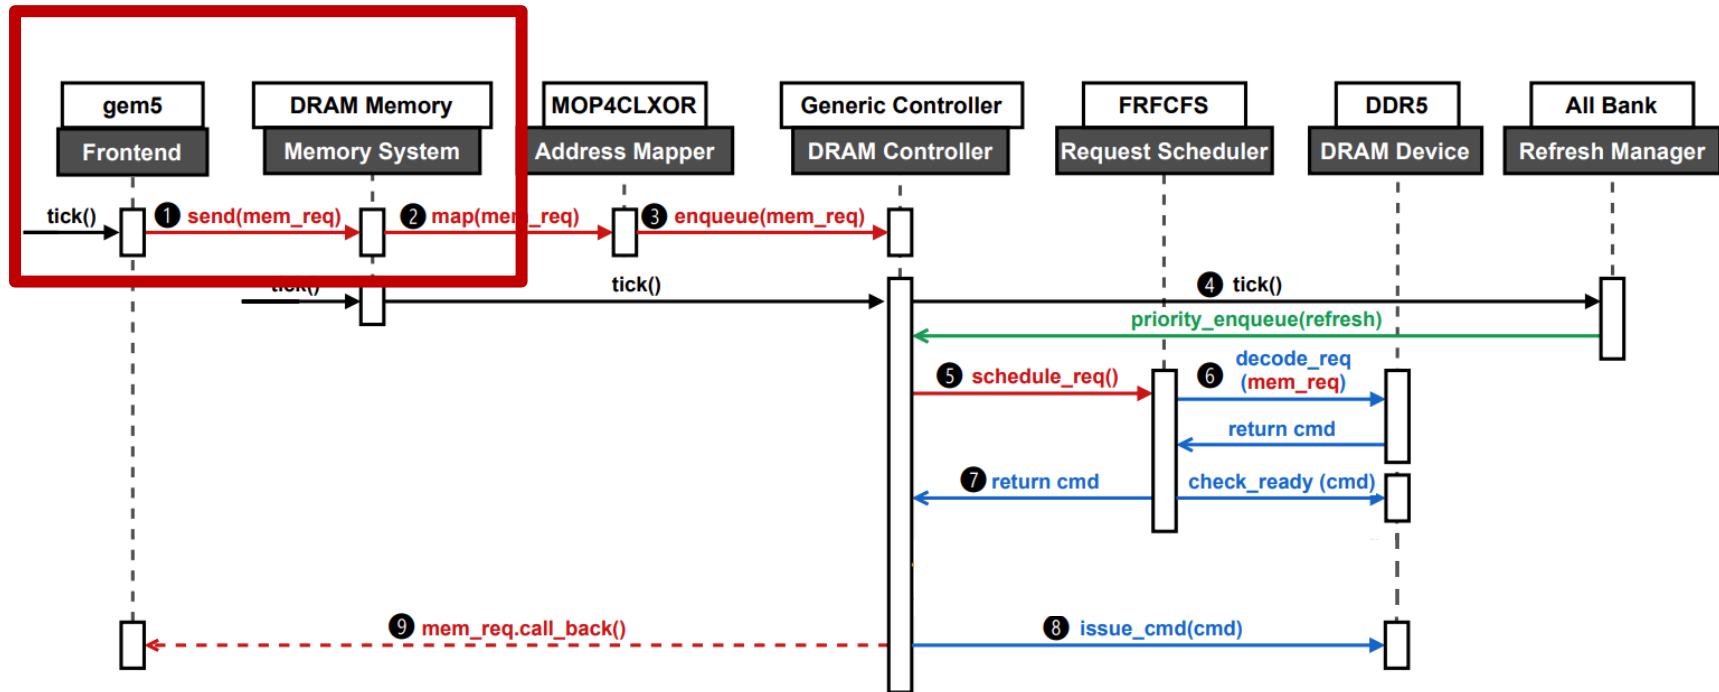 gem5
Frontend
DRAM Memory
Memory System
MOP4CLXOR
Address Mapper
Generic Controller
DRAM Controller
FRFCFS
Request Scheduler
DDR5
DRAM Device
All Bank
Refresh Manager
tick()
1 send(mem_req)
2 map(mem_req)
3 enqueue(mem_req)
tick()
tick()
4 tick()
priority_enqueue(refresh)
5 schedule_req()
6 decode_req
(mem_req)
return cmd
7 return cmd
check_ready (cmd)
9 mem_req.call_back()
8 issue_cmd(cmd)